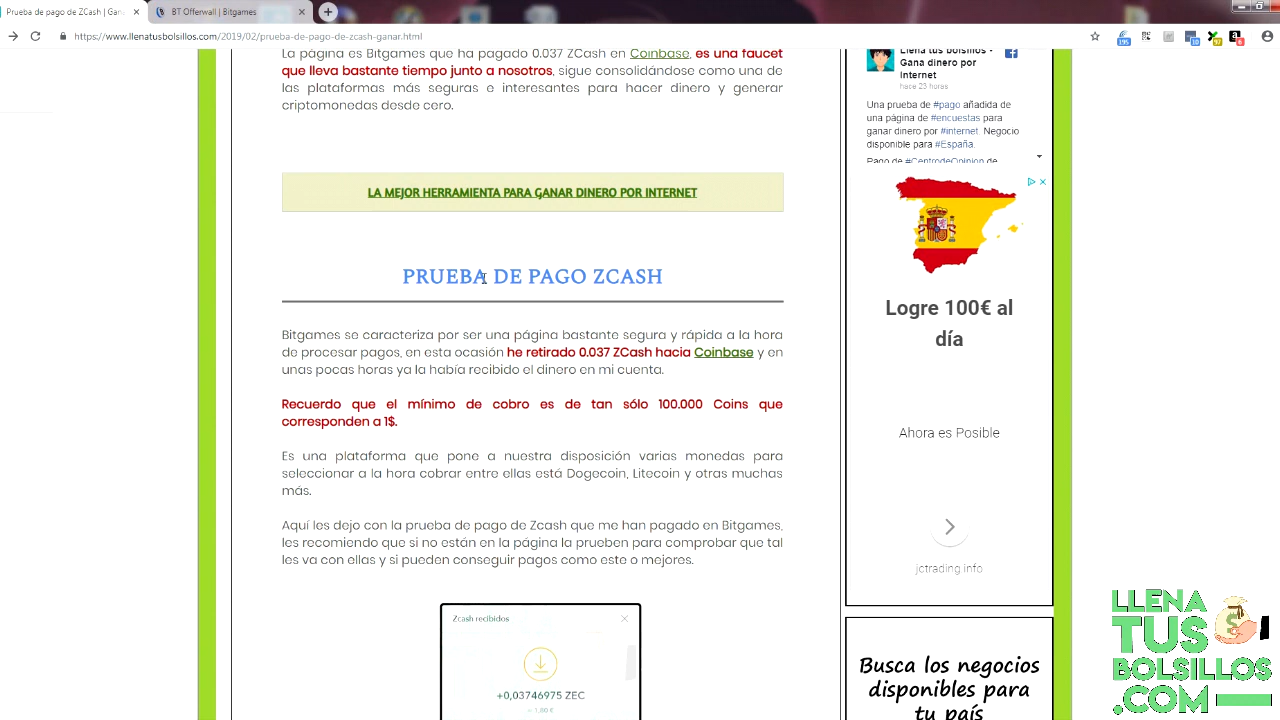 Prueba de pago de ZCash | Gan
BT Offerwall | Bitgames
https://www.llenatusbolsillos.com/2019/02/prueba-de-pago-de-zcash-ganar.html
La página es Bitgames que ha pagado 0.037 ZCash en Coinbase, es una faucet
que lleva bastante tiempo junto a nosotros, sigue consolidándose como una de
las plataformas más seguras e interesantes para hacer dinero y generar
criptomonedas desde cero.
LA MEJOR HERRAMIENTA PARA GANAR DINERO POR INTERNET
PRUEBA DE PAGO ZCASH
Bitgames se caracteriza por ser una página bastante segura y rápida a la hora
de procesar pagos, en esta ocasión he retirado 0.037 ZCash hacia Coinbase y en
unas pocas horas ya la había recibido el dinero en mi cuenta.
Recuerdo que el mínimo de cobro es de tan sólo 100.000 Coins que
corresponden a 1$.
Es una plataforma que pone a nuestra disposición varias monedas para
seleccionar a la hora cobrar entre ellas está Dogecoin, Litecoin y otras muchas
más.
Aquí les dejo con la prueba de pago de Zcash que me han pagado en Bitgames,
les recomiendo que si no están en la página la prueben para comprobar que tal
les va con ellas y si pueden conseguir pagos como este o mejores.
Zcash recibidos
+0,03746975 ZEC
≈ 1,80 €
Llena tus bolsillos -
Gana dinero por
Internet
hace 23 horas
Una prueba de #pago añadida
de una página de #encuestas para
ganar dinero por #internet. Negocio
disponible para #España.
Pago de #CentrodeOpinion de
Logre 100€ al
día
Ahora es Posible
jctrading.info
Busca los negocios
disponibles para
tu país
LLENA
TUS
BOLSILLOS
.COM